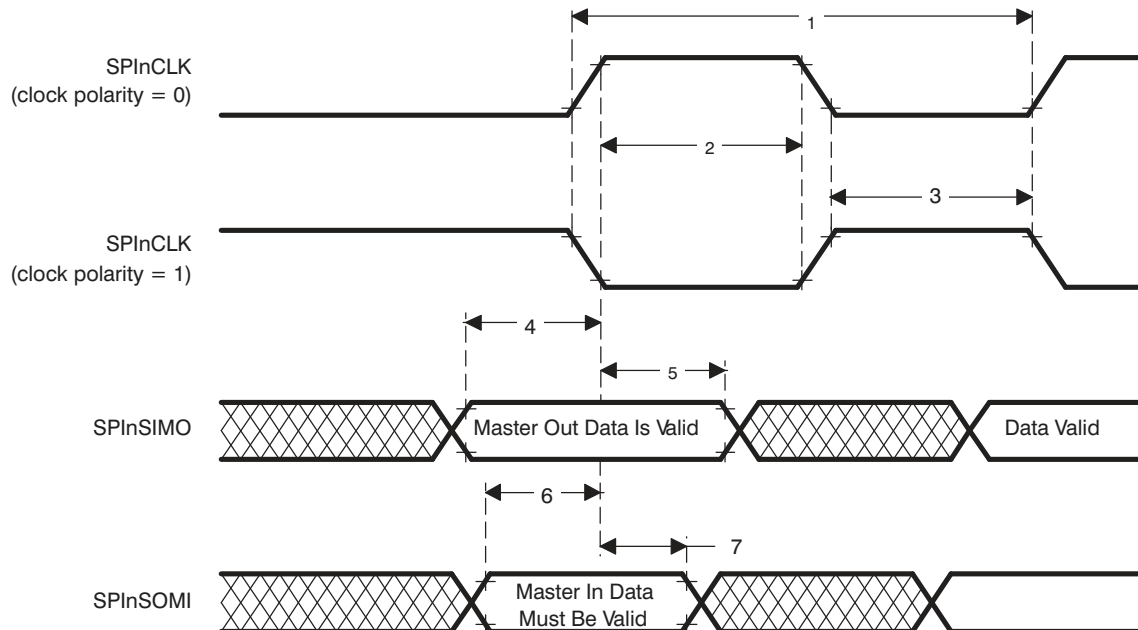 1
SPInCLK
(clock polarity = 0)
2
3
SPInCLK
(clock polarity = 1)
4
5
SPInSIMO
Master Out Data Is Valid
Data Valid
6
7
SPInSOMI
Master In Data
Must Be Valid